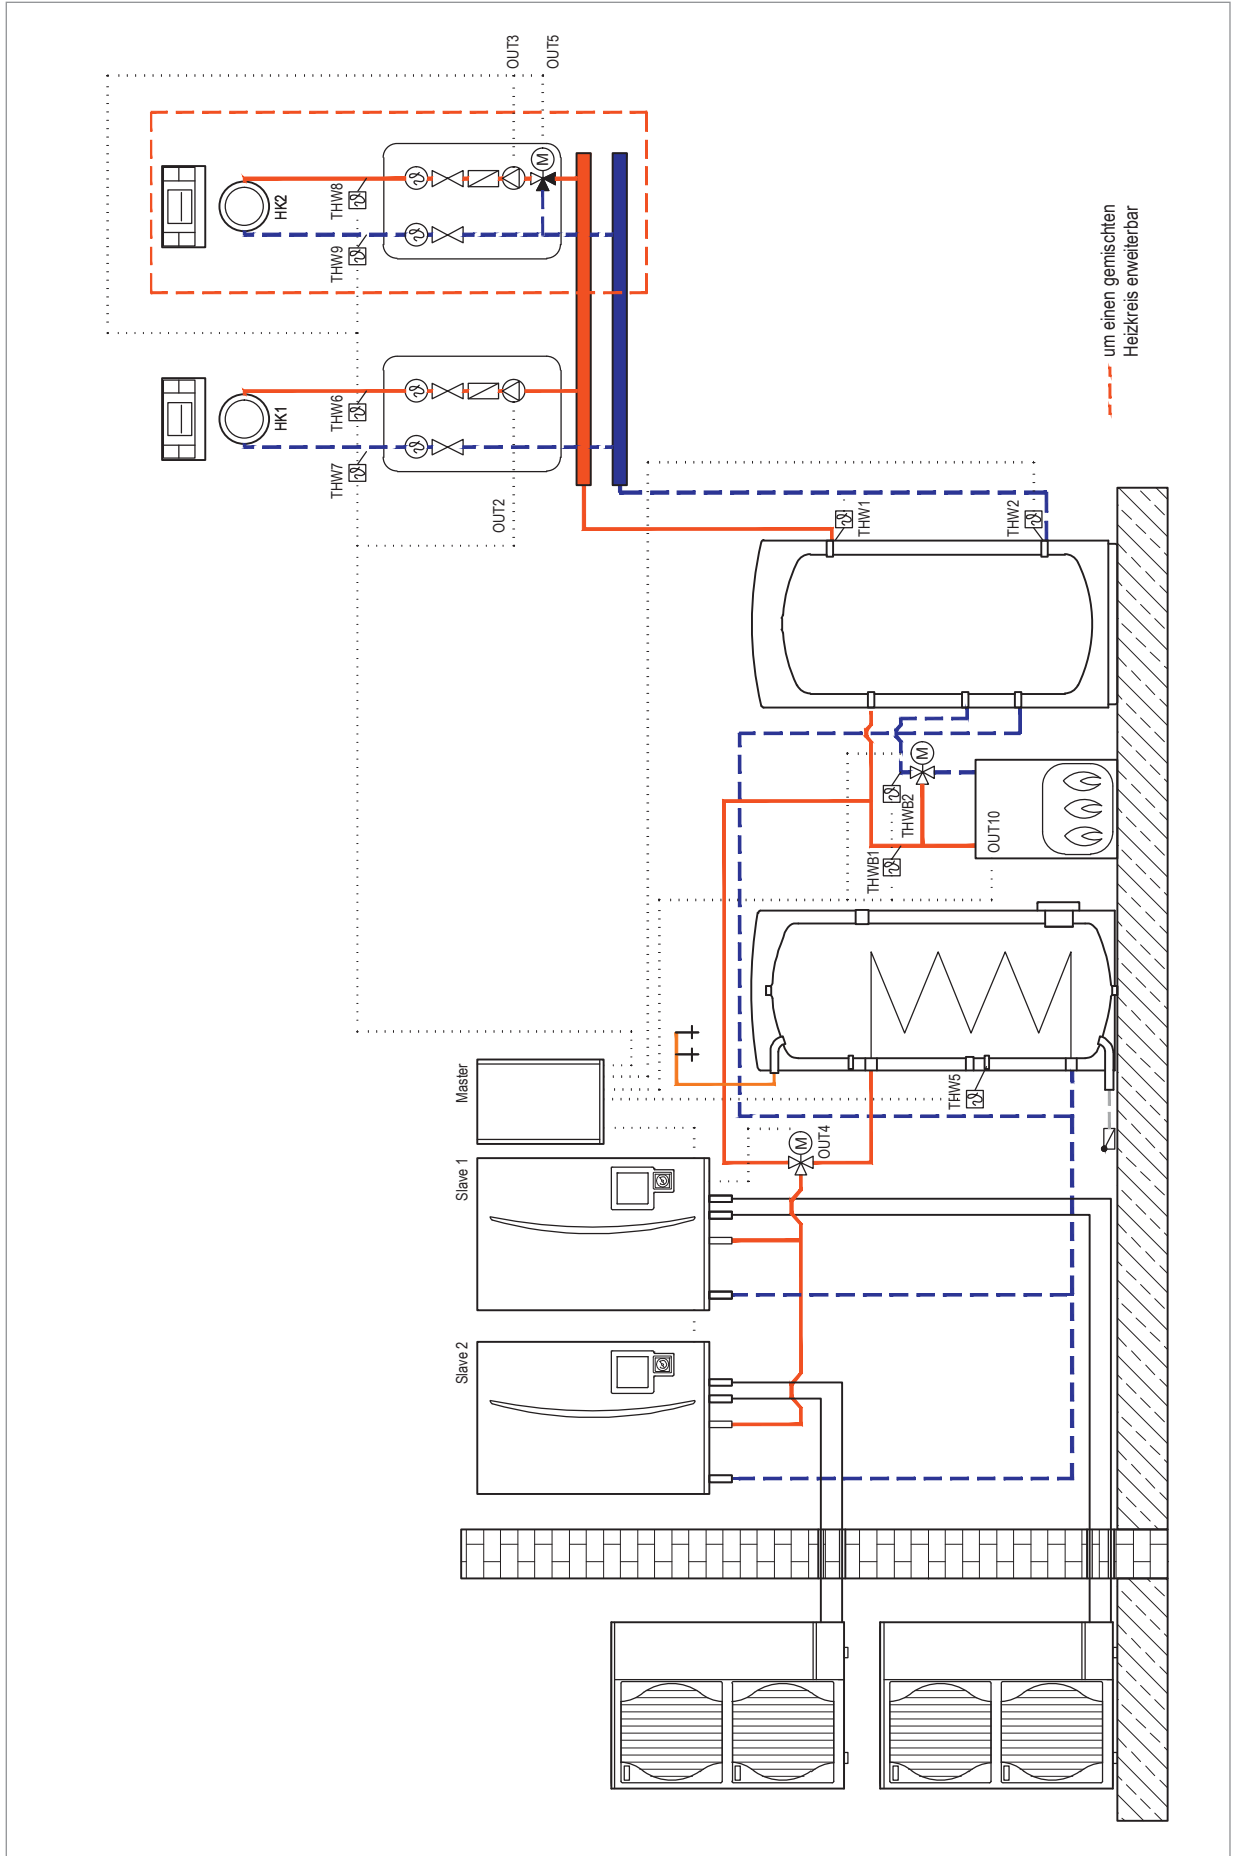 OUT3
OUT5
HK2
THW8
THW9
HK1
THW6
THW7
OUT2
um einen gemischten
Heizkreis erweiterbar
THW1
THW2
M
M
THWB2
THWB1
OUT10
Master
THW5
Slave 1
M
OUT4
Slave 2